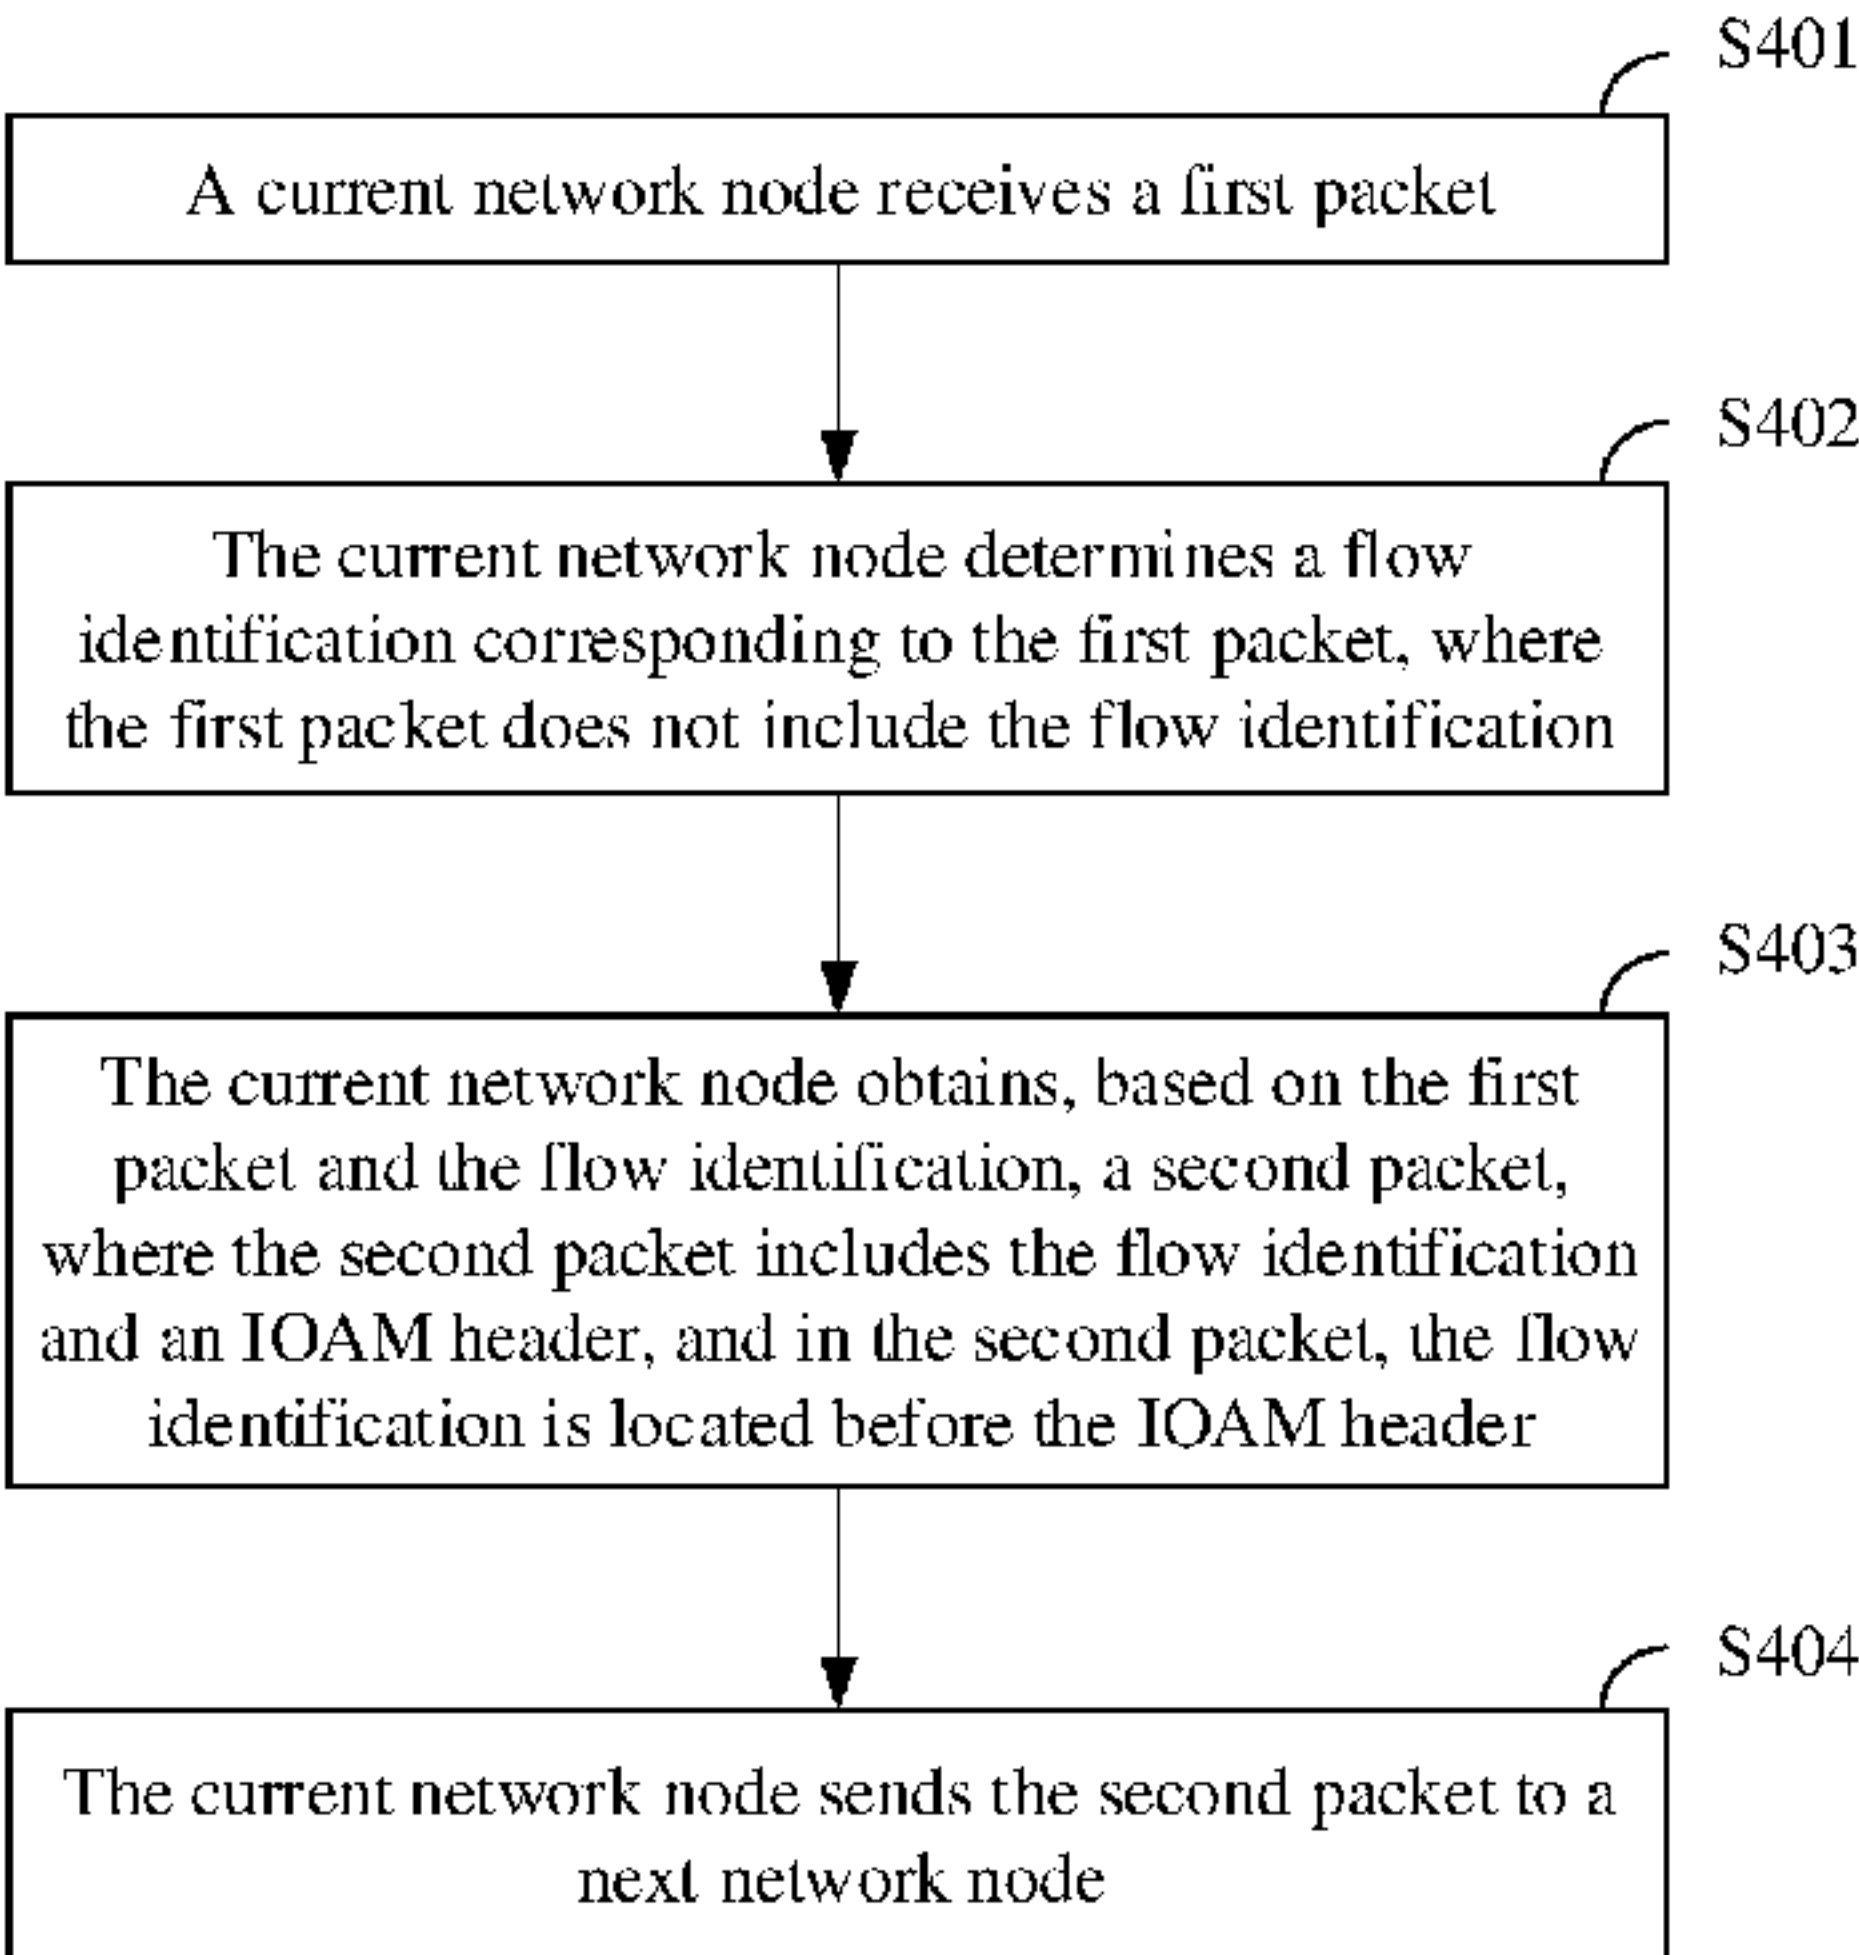 S401
A current network node receives a first packet
S402
The current network node determines a flow
identification corresponding to the first packet, where
the first packet does not include the flow identification
S403
The current network node obtains, based on the first
packet and the flow identification, a second packet,
where the second packet includes the flow identification
and an IOAM header, and in the second packet, the flow
identification is located before the IOAM header
S404
The current network node sends the second packet to a
next network node